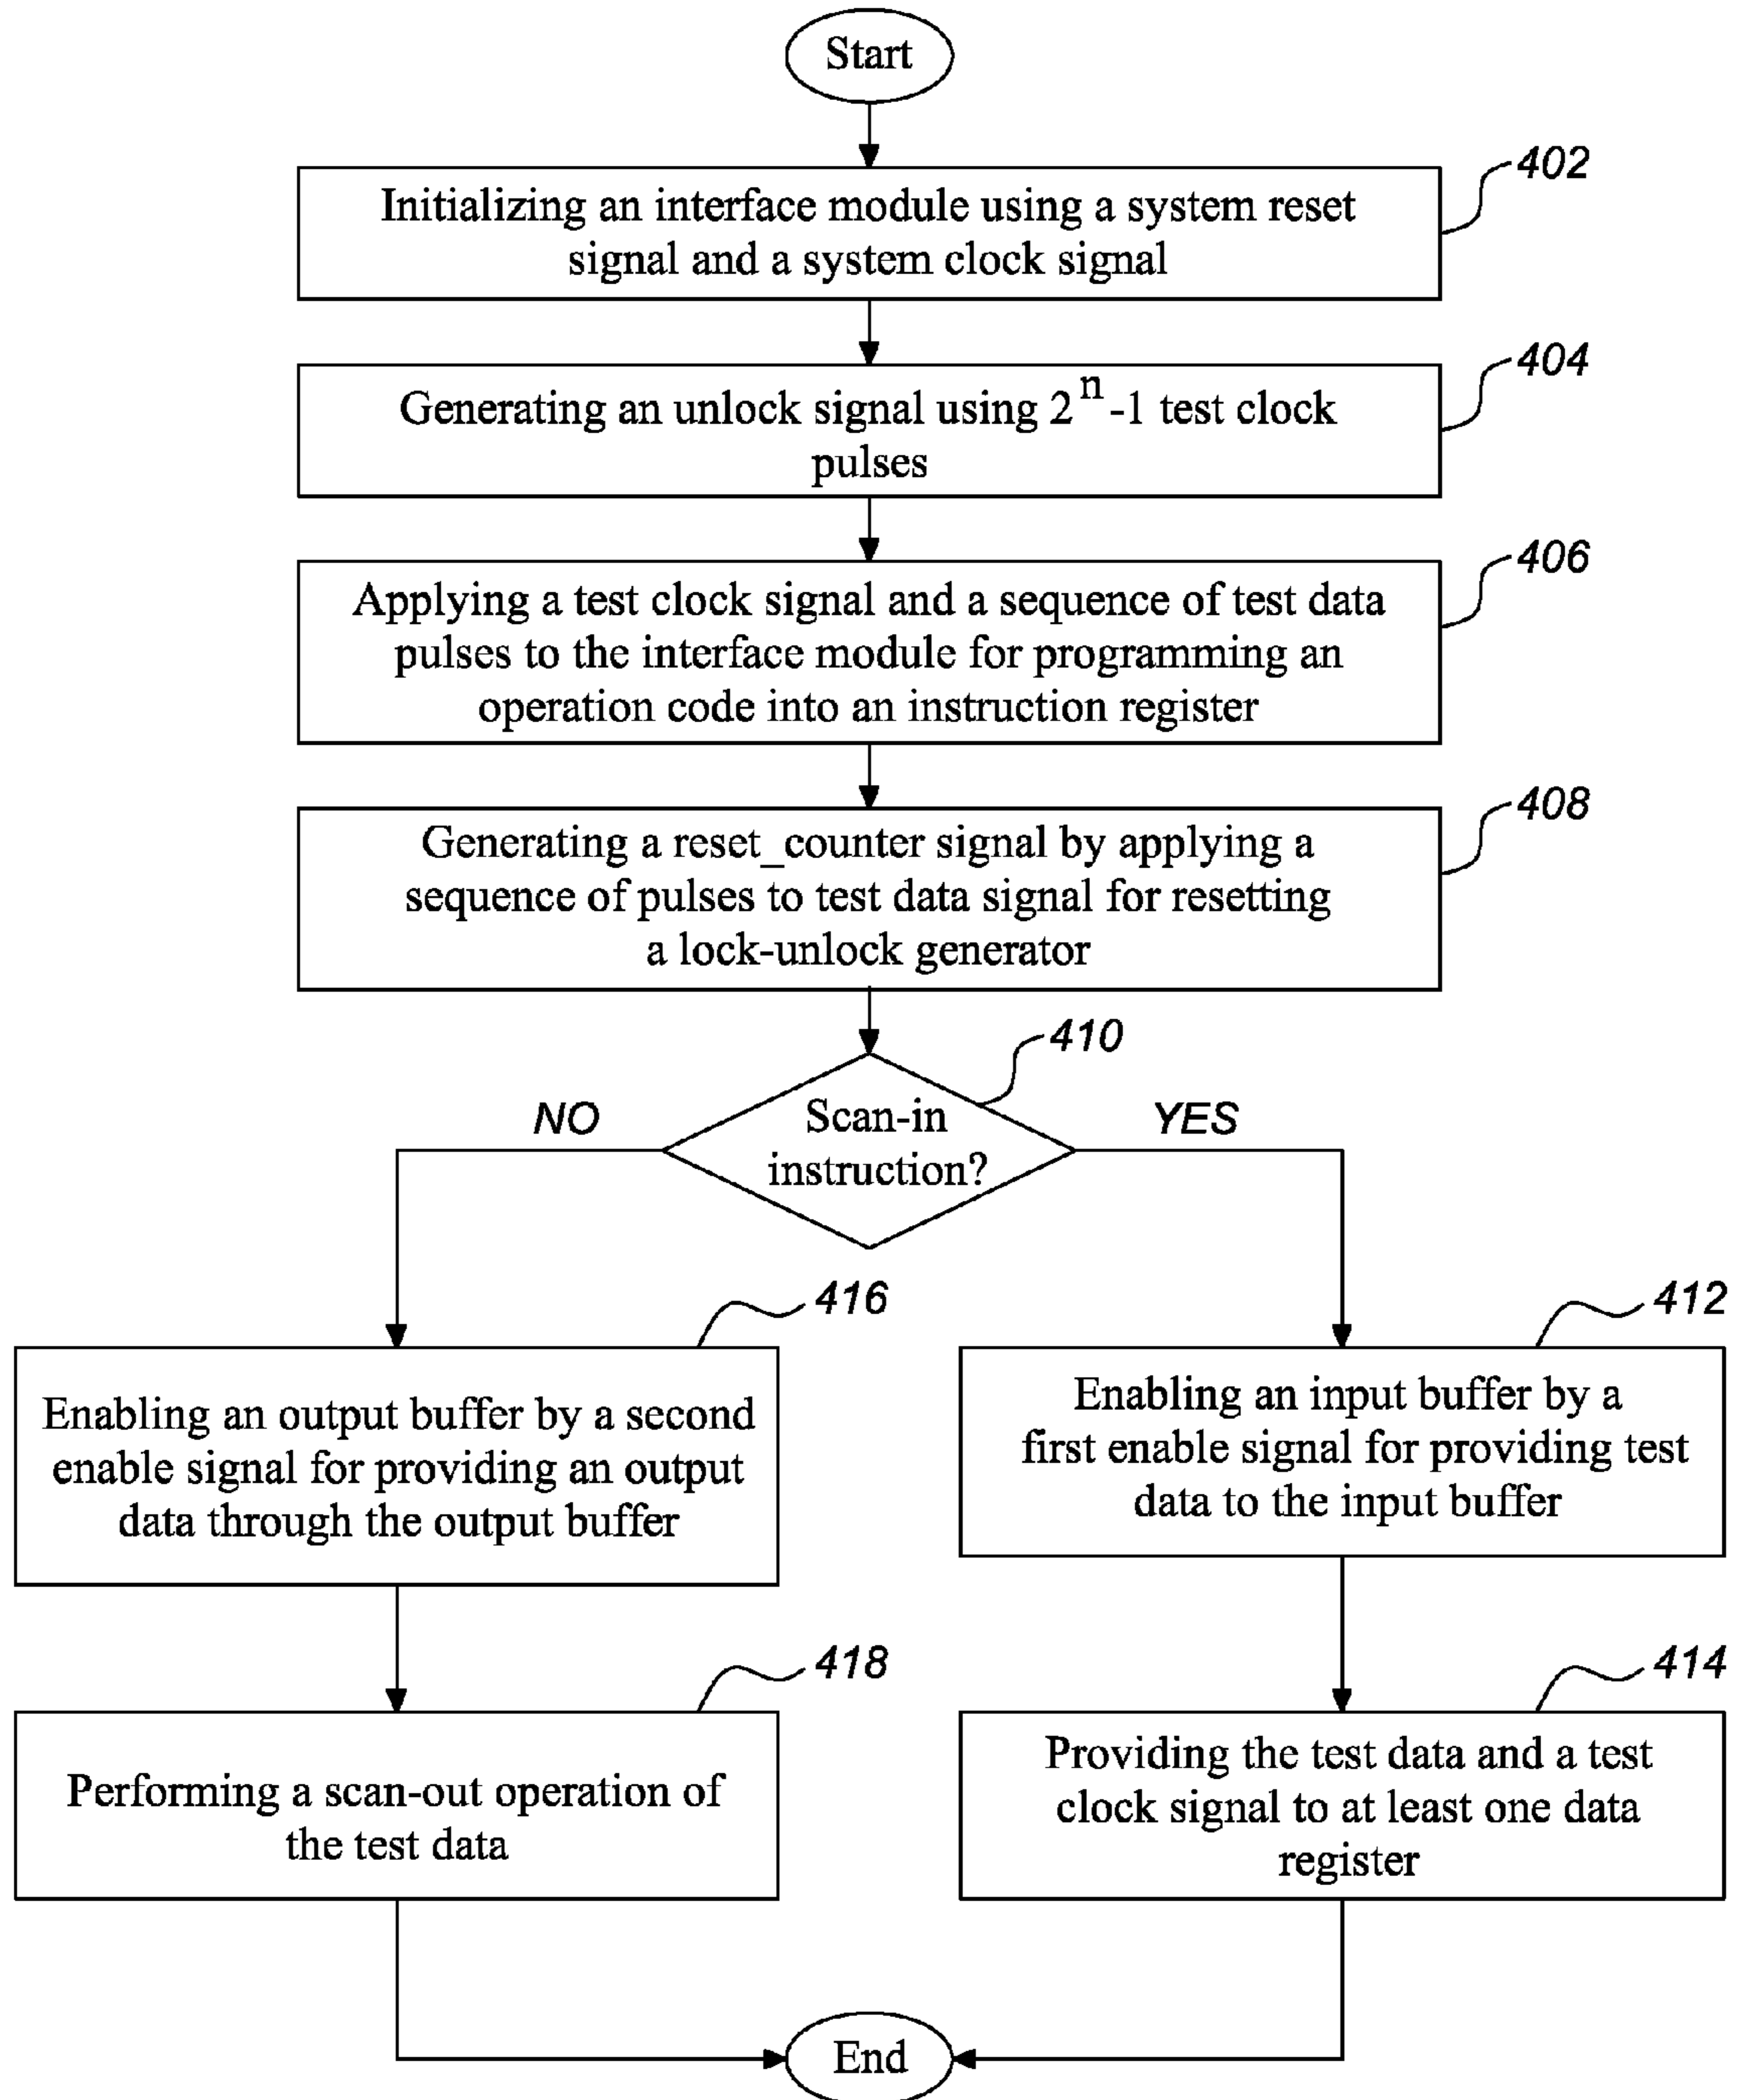 Start
402
Initializing an interface module using a system reset
signal and a system clock signal
404
Generating an unlock signal using 2^n -1 test clock
pulses
406
Applying a test clock signal and a sequence of test data
pulses to the interface module for programming an
operation code into an instruction register
408
Generating a reset_counter signal by applying a
sequence of pulses to test data signal for resetting
a lock-unlock generator
410
NO
Scan-in
instruction?
YES
416
Enabling an output buffer by a second
enable signal for providing an output
data through the output buffer
412
Enabling an input buffer by a
first enable signal for providing test
data to the input buffer
418
Performing a scan-out operation of
the test data
414
Providing the test data and a test
clock signal to at least one data
register
End